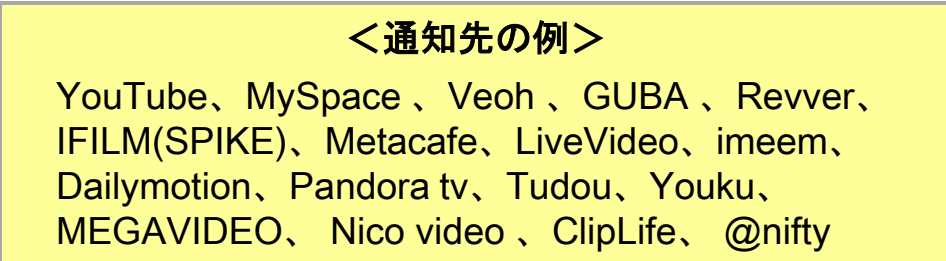 ＜通知先の例＞
YouTube、MySpace 、Veoh 、GUBA 、Revver、
IFILM(SPIKE)、Metacafe、LiveVideo、imeem、
Dailymotion、Pandora tv、Tudou、Youku、
MEGAVIDEO、 Nico video 、ClipLife、 @nifty